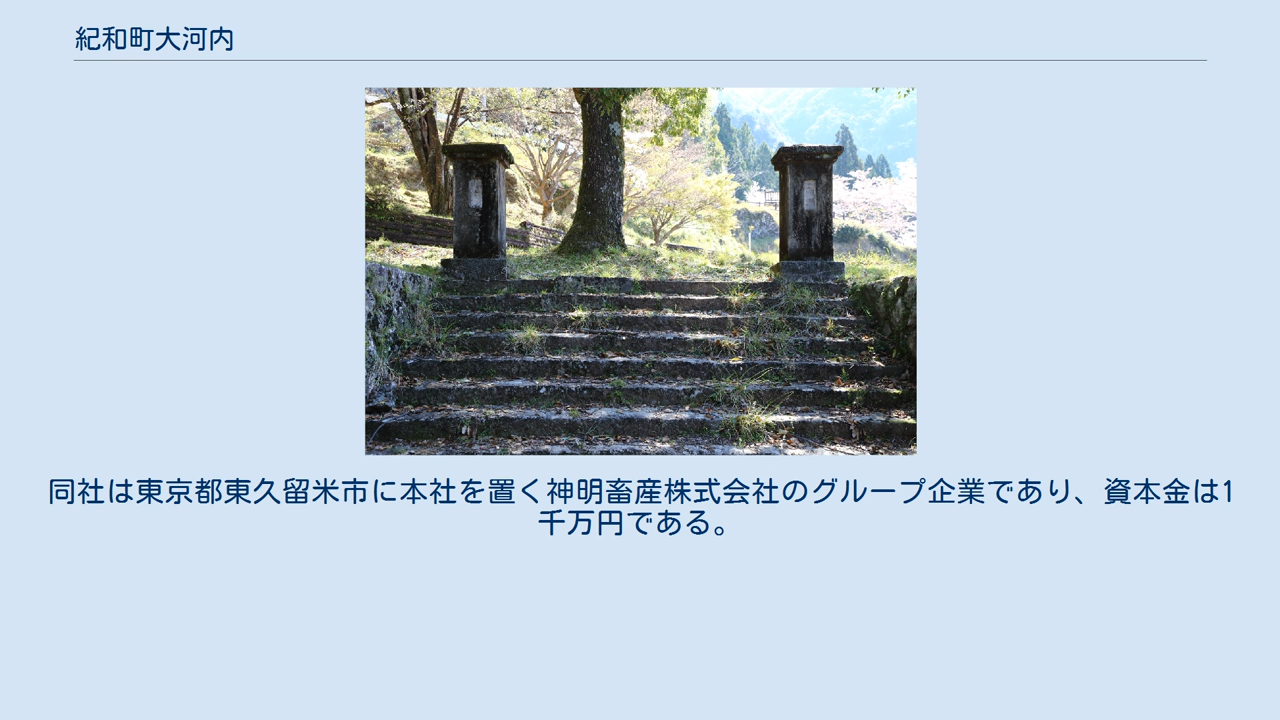 紀和町大河内
同社は東京都東久留米市に本社を置く神明畜産株式会社のグループ企業であり、資本金は1
千万円である。